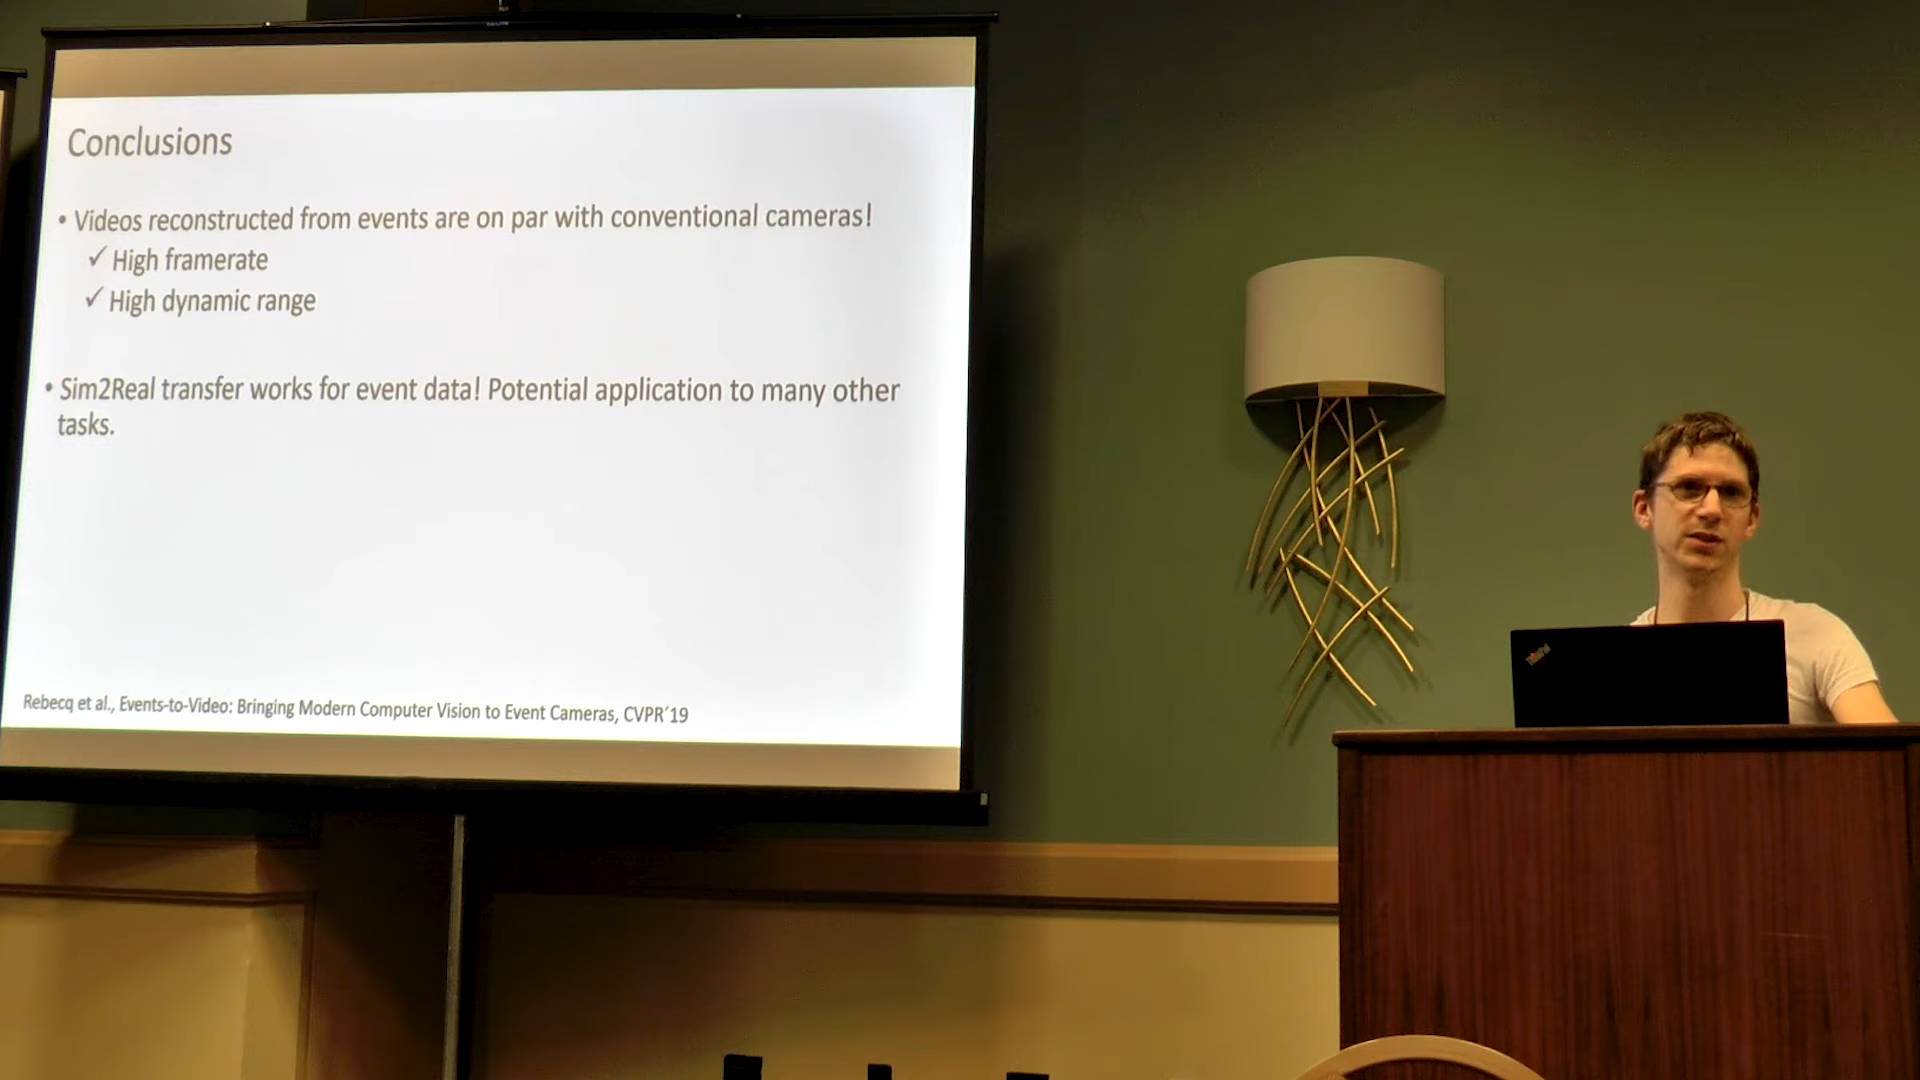 Conclusions
• Videos reconstructed from events are on par with conventional cameras!
✓ High framerate
✓ High dynamic range
• Sim2Real transfer works for event data! Potential application to many other
tasks.
Rebecq et al., Events-to-Video: Bringing Modern Computer Vision to Event Cameras, CVPR´19
ThinkPad